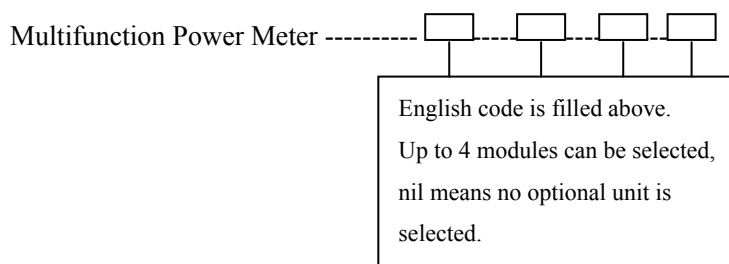 Multifunction Power Meter
English code is filled above.
Up to 4 modules can be selected,
nil means no optional unit is
selected.